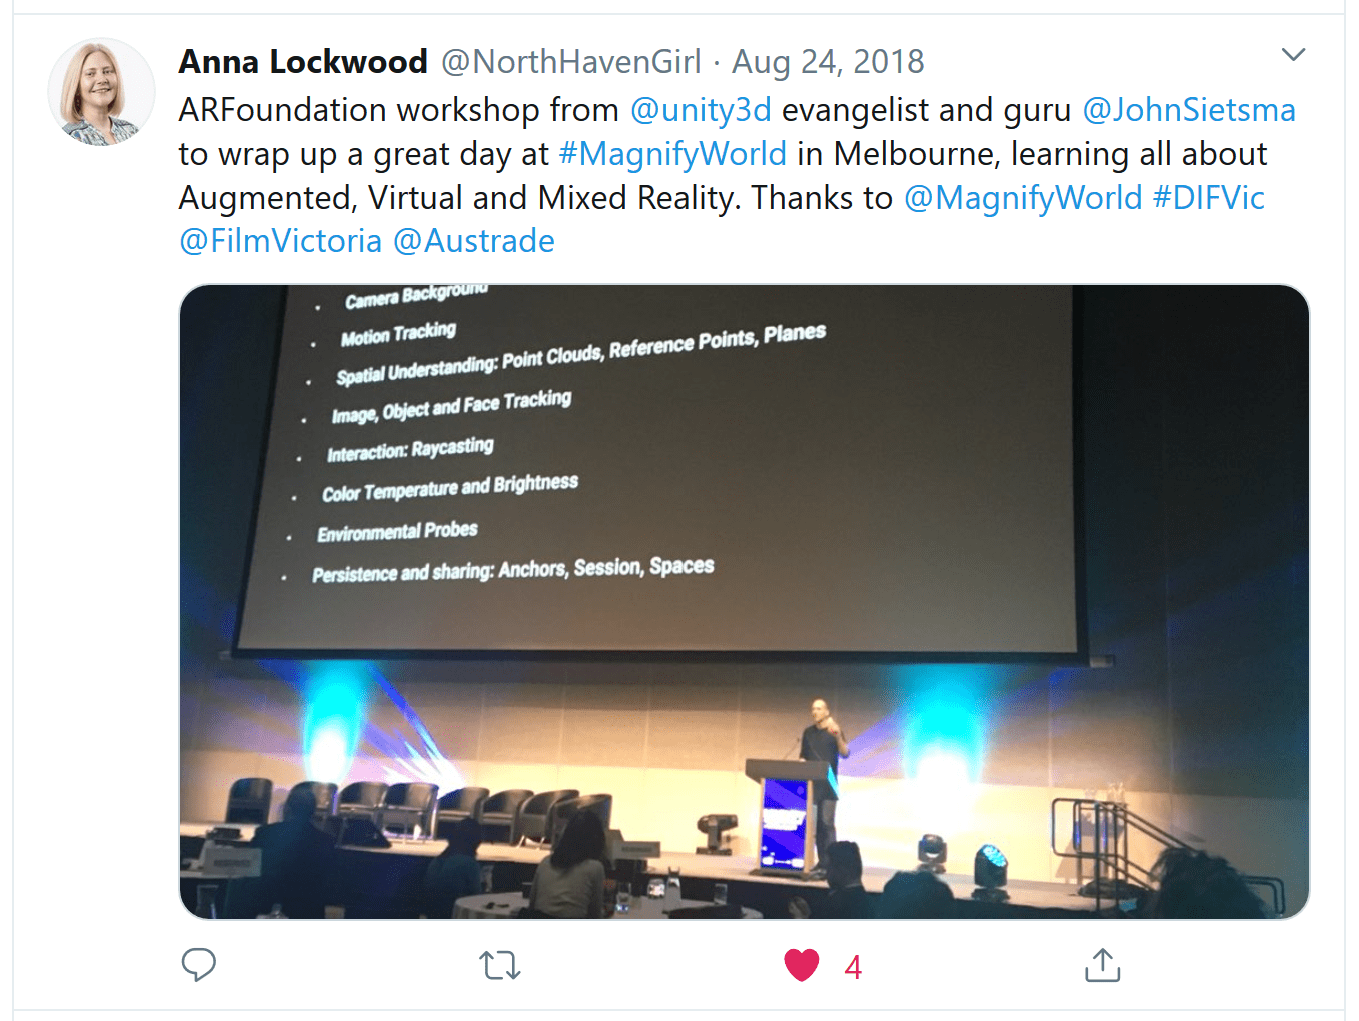 Anna Lockwood @NorthHavenGirl · Aug 24, 2018
ARFoundation workshop from @unity3d evangelist and guru @JohnSietsma
to wrap up a great day at #MagnifyWorld in Melbourne, learning all about
Augmented, Virtual and Mixed Reality. Thanks to @MagnifyWorld #DIFVic
@FilmVictoria @Austrade
• Camera Background
• Motion Tracking
• Spatial Understanding: Point Clouds, Reference Points, Planes
• Image, Object and Face Tracking
• Interaction: Raycasting
• Color Temperature and Brightness
• Environmental Probes
• Persistence and sharing: Anchors, Session, Spaces
4